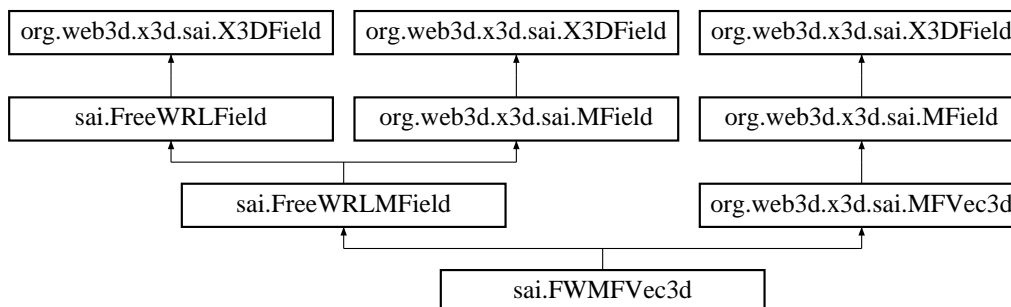 org.web3d.x3d.sai.X3DField
org.web3d.x3d.sai.X3DField
org.web3d.x3d.sai.X3DField
sai.FreeWRLField
org.web3d.x3d.sai.MField
org.web3d.x3d.sai.MField
sai.FreeWRLMField
org.web3d.x3d.sai.MFVec3d
sai.FWMFVec3d